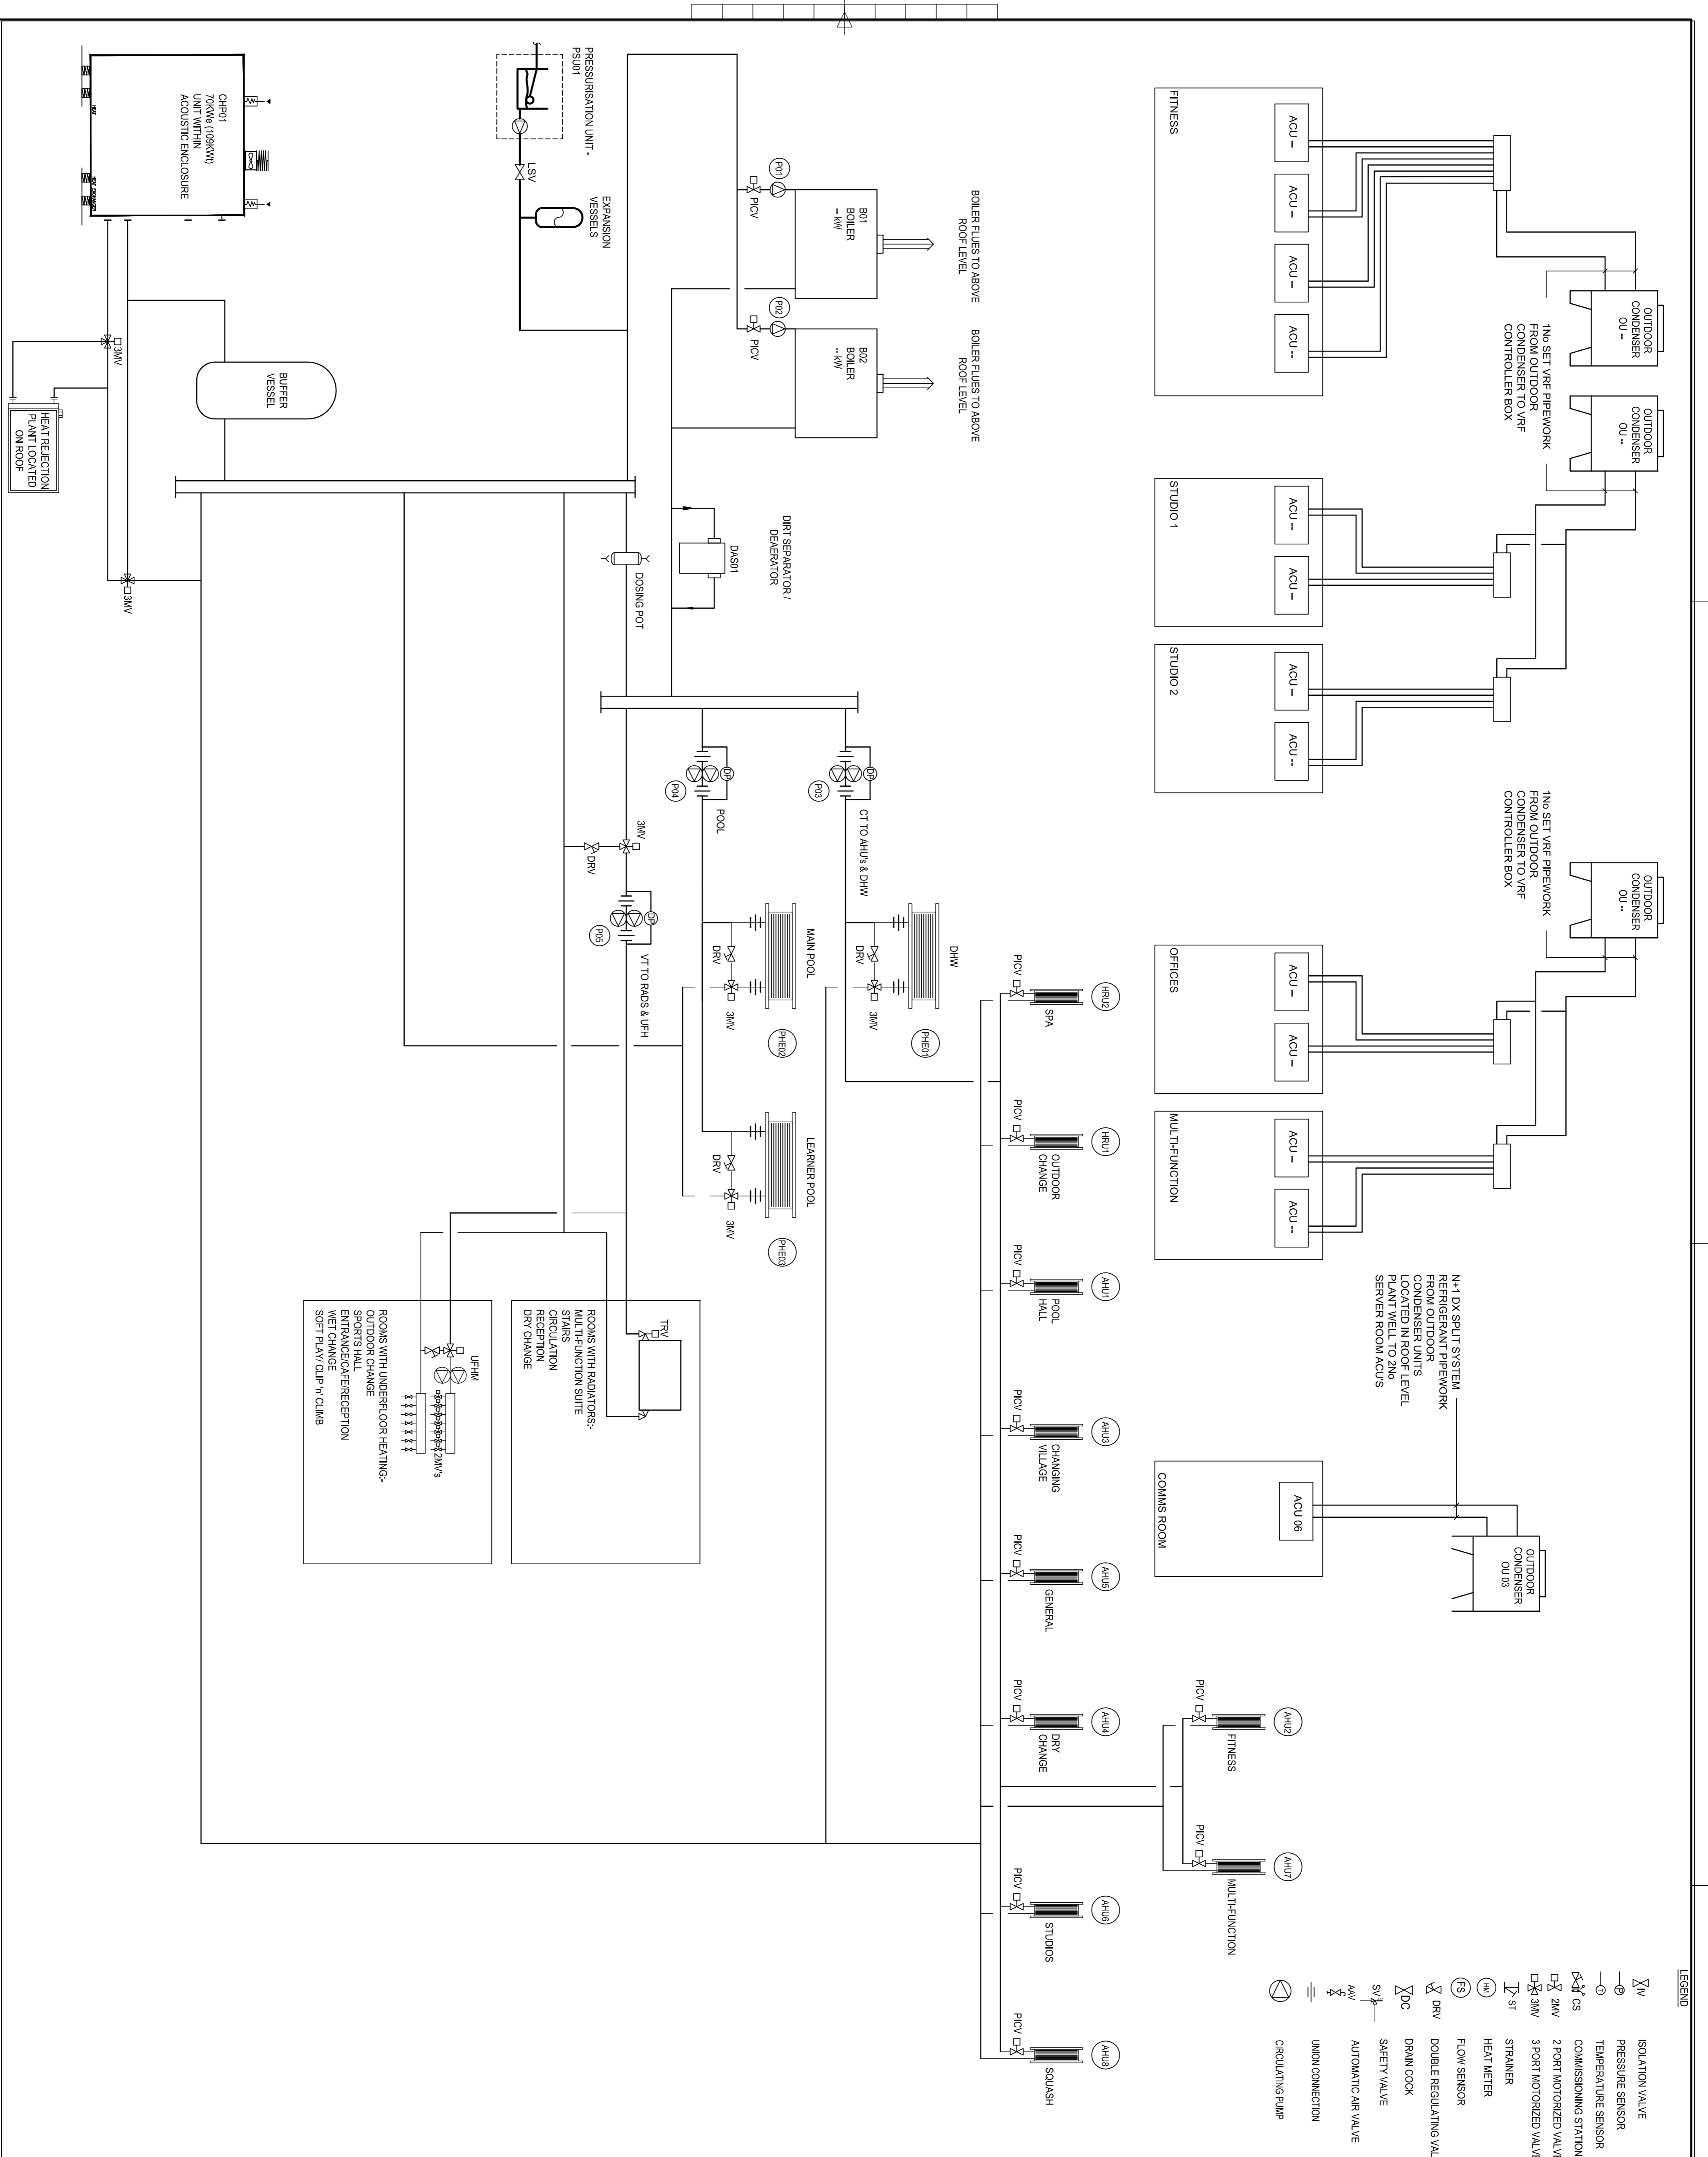 OUTDOOR
CONDENSER
OU --
OUTDOOR
CONDENSER
OU --
OUTDOOR
CONDENSER
OU --
1No SET VRF PIPEWORK
FROM OUTDOOR
CONDENSER TO VRF
CONTROLLER BOX
1No SET VRF PIPEWORK
FROM OUTDOOR
CONDENSER TO VRF
CONTROLLER BOX
OUTDOOR
CONDENSER
OU 03
N+1 DX SPLIT SYSTEM
REFRIGERANT PIPEWORK
FROM OUTDOOR
CONDENSER UNITS
LOCATED IN ROOF LEVEL
PLANT WELL TO 2No
SERVER ROOM ACU'S
ACU --
ACU --
ACU --
ACU --
FITNESS
ACU --
ACU --
STUDIO 1
ACU --
ACU --
STUDIO 2
ACU --
ACU --
OFFICES
ACU --
ACU --
MULTI-FUNCTION
ACU 06
COMMS ROOM
LEGEND
IV ISOLATION VALVE
P PRESSURE SENSOR
T TEMPERATURE SENSOR
CS COMMISSIONING STATION
2MV 2 PORT MOTORIZED VALVE
3MV 3 PORT MOTORIZED VALVE
ST STRAINER
HM HEAT METER
FS FLOW SENSOR
DRV DOUBLE REGULATING VAL
DC DRAIN COCK
SV SAFETY VALVE
AAV AUTOMATIC AIR VALVE
UNION CONNECTION
CIRCULATING PUMP
AHU2
PICV
FITNESS
AHU7
PICV
MULTI-FUNCTION
HRU2
PICV
SPA
HRU1
PICV
OUTDOOR
CHANGE
AHU1
PICV
POOL
HALL
AHU3
PICV
CHANGING
VILLAGE
AHU5
PICV
GENERAL
AHU4
PICV
DRY
CHANGE
AHU6
PICV
STUDIOS
AHU8
PICV
SQUASH
BOILER FLUES TO ABOVE
ROOF LEVEL
BOILER FLUES TO ABOVE
ROOF LEVEL
B01
BOILER
-- kW
P01
PICV
B02
BOILER
-- kW
P02
PICV
DIRT SEPARATOR /
DEAERATOR
DAS01
DP
P03
CT TO AHU's & DHW
DHW
DRV
3MV
PHE01
DP
P04
POOL
MAIN POOL
DRV
3MV
PHE02
LEARNER POOL
DRV
3MV
PHE03
3MV
DRV
DP
P05
VT TO RADS & UFH
DOSING POT
PRESSURISATION UNIT -
PSU01
LSV
EXPANSION
VESSELS
TRV
ROOMS WITH RADIATORS:-
MULTI-FUNCTION SUITE
STAIRS
CIRCULATION
RECEPTION
DRY CHANGE
UFHM
2MV's
ROOMS WITH UNDERFLOOR HEATING:-
OUTDOOR CHANGE
SPORTS HALL
ENTRANCE/CAFE/RECEPTION
WET CHANGE
SOFT PLAY/ CLIP 'n' CLIMB
CHP01
70KWe (109KWt)
UNIT WITHIN
ACOUSTIC ENCLOSURE
HEAT
HEAT EXCHANGER
BUFFER
VESSEL
3MV
3MV
HEAT REJECTION
PLANT LOCATED
ON ROOF